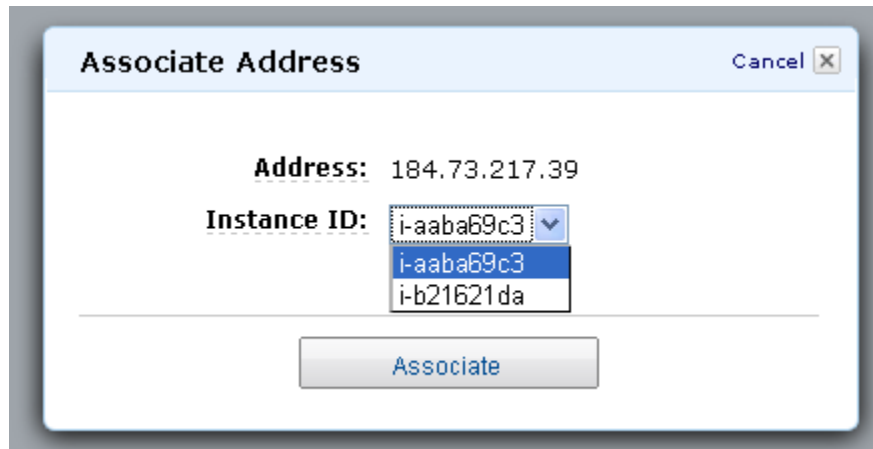 Associate Address Cancel
Address: 184.73.217.39
Instance ID: i-aaba69c3
i-aaba69c3
i-b21621da
Associate